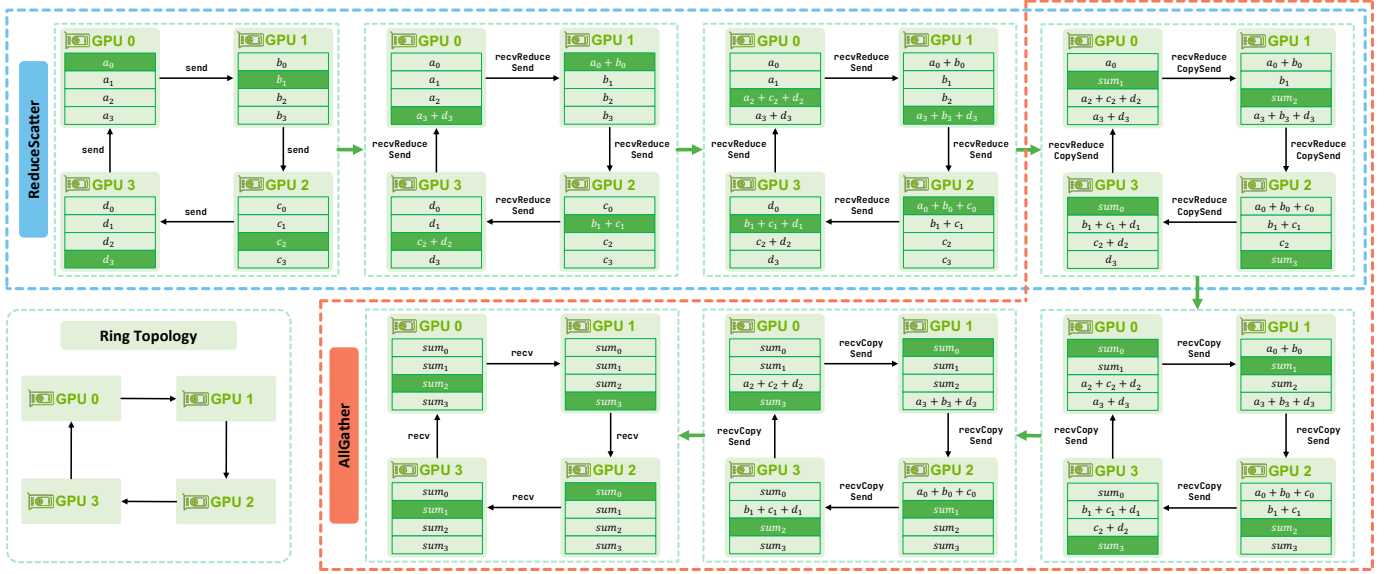 ReduceScatter
GPU 0
a₀
a₁
a₂
a₃
send
GPU 1
b₀
b₁
b₂
b₃
send
send
GPU 3
d₀
d₁
d₂
d₃
send
GPU 2
c₀
c₁
c₂
c₃
GPU 0
a₀
a₁
a₂
a₃ + d₃
recvReduce
Send
GPU 1
a₀ + b₀
b₁
b₂
b₃
recvReduce
Send
recvReduce
Send
GPU 3
d₀
d₁
c₂ + d₂
d₃
recvReduce
Send
GPU 2
c₀
b₁ + c₁
c₂
c₃
GPU 0
a₀
a₁
a₂ + c₂ + d₂
a₃ + d₃
recvReduce
Send
GPU 1
a₀ + b₀
b₁
b₂
a₃ + b₃ + d₃
recvReduce
Send
recvReduce
Send
GPU 3
d₀
b₁ + c₁ + d₁
c₂ + d₂
d₃
recvReduce
Send
GPU 2
a₀ + b₀ + c₀
b₁ + c₁
c₂
c₃
GPU 0
a₀
sum₁
a₂ + c₂ + d₂
a₃ + d₃
recvReduce
CopySend
GPU 1
a₀ + b₀
b₁
sum₂
a₃ + b₃ + d₃
recvReduce
CopySend
recvReduce
CopySend
GPU 3
sum₀
b₁ + c₁ + d₁
c₂ + d₂
d₃
recvReduce
CopySend
GPU 2
a₀ + b₀ + c₀
b₁ + c₁
c₂
sum₃
Ring Topology
GPU 0
GPU 1
GPU 3
GPU 2
AllGather
GPU 0
sum₀
sum₁
sum₂
sum₃
recv
GPU 1
sum₀
sum₁
sum₂
sum₃
recv
recv
GPU 3
sum₀
sum₁
sum₂
sum₃
recv
GPU 2
sum₀
sum₁
sum₂
sum₃
GPU 0
sum₀
sum₁
a₂ + c₂ + d₂
sum₃
recvCopy
Send
GPU 1
sum₀
sum₁
sum₂
a₃ + b₃ + d₃
recvCopy
Send
recvCopy
Send
GPU 3
sum₀
b₁ + c₁ + d₁
sum₂
sum₃
recvCopy
Send
GPU 2
a₀ + b₀ + c₀
sum₁
sum₂
sum₃
GPU 0
sum₀
sum₁
a₂ + c₂ + d₂
a₃ + d₃
recvCopy
Send
GPU 1
a₀ + b₀
sum₁
sum₂
a₃ + b₃ + d₃
recvCopy
Send
recvCopy
Send
GPU 3
sum₀
b₁ + c₁ + d₁
c₂ + d₂
sum₃
recvCopy
Send
GPU 2
a₀ + b₀ + c₀
b₁ + c₁
sum₂
sum₃